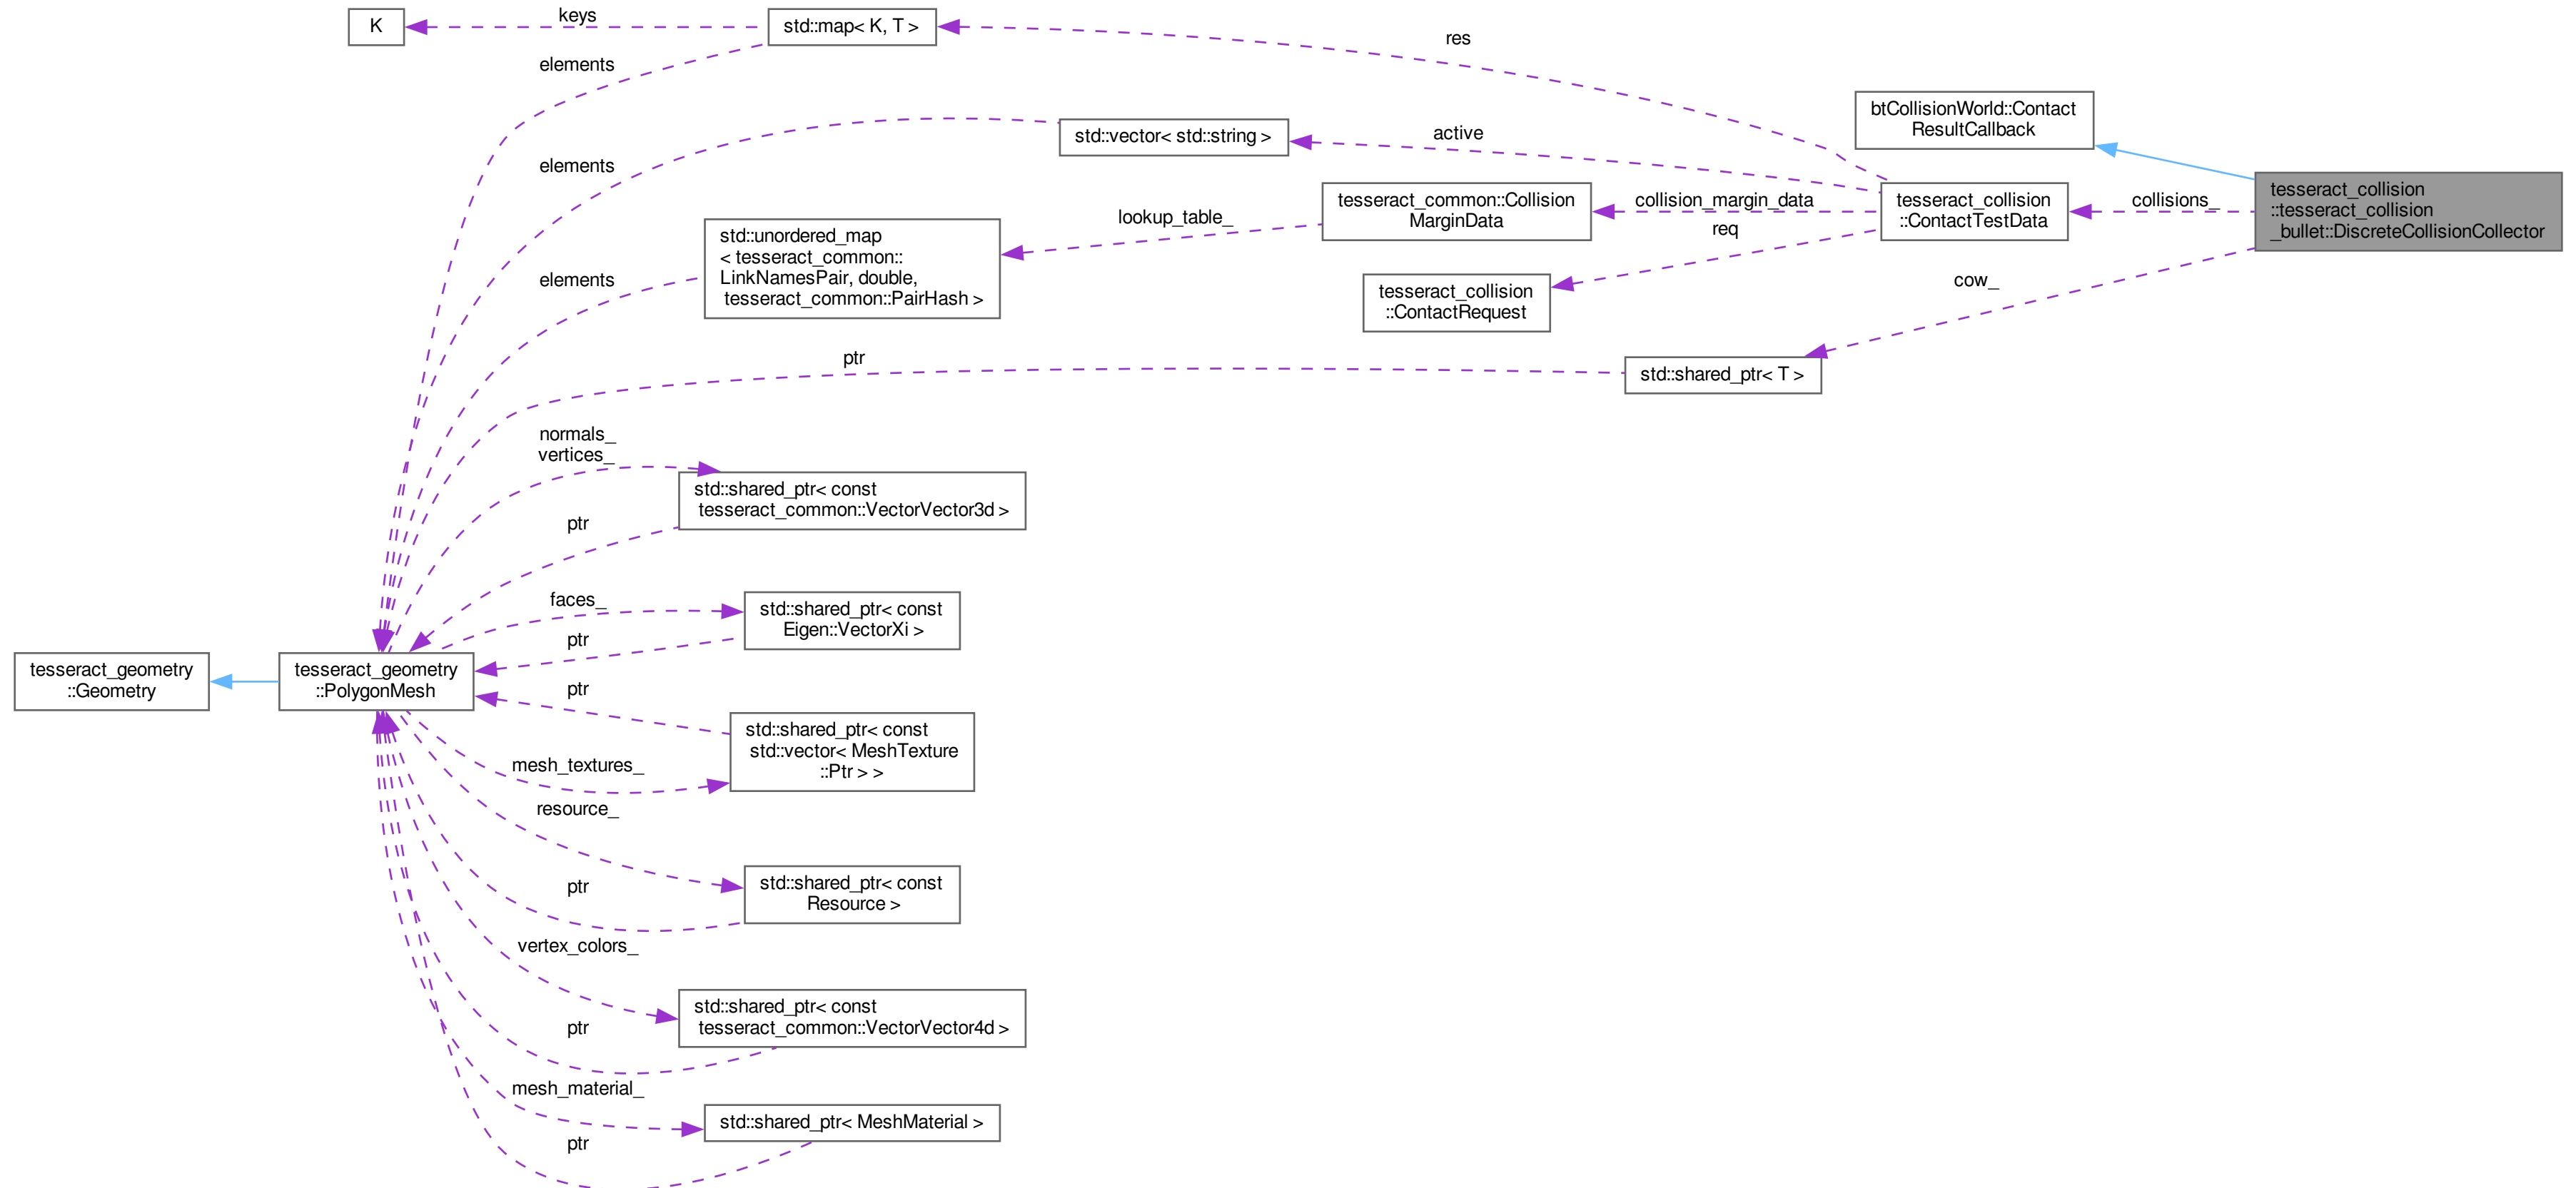 K
keys
std::map< K, T >
res
elements
btCollisionWorld::Contact
ResultCallback
std::vector< std::string >
active
elements
tesseract_collision
::tesseract_collision
_bullet::DiscreteCollisionCollector
collisions_
tesseract_collision
::ContactTestData
collision_margin_data
req
tesseract_common::Collision
MarginData
lookup_table_
std::unordered_map
< tesseract_common::
LinkNamesPair, double,
tesseract_common::PairHash >
elements
tesseract_collision
::ContactRequest
cow_
std::shared_ptr< T >
ptr
normals_
vertices_
std::shared_ptr< const
tesseract_common::VectorVector3d >
ptr
faces_
std::shared_ptr< const
Eigen::VectorXi >
ptr
tesseract_geometry
::Geometry
tesseract_geometry
::PolygonMesh
ptr
std::shared_ptr< const
std::vector< MeshTexture
::Ptr > >
mesh_textures_
resource_
std::shared_ptr< const
Resource >
ptr
vertex_colors_
std::shared_ptr< const
tesseract_common::VectorVector4d >
ptr
mesh_material_
std::shared_ptr< MeshMaterial >
ptr